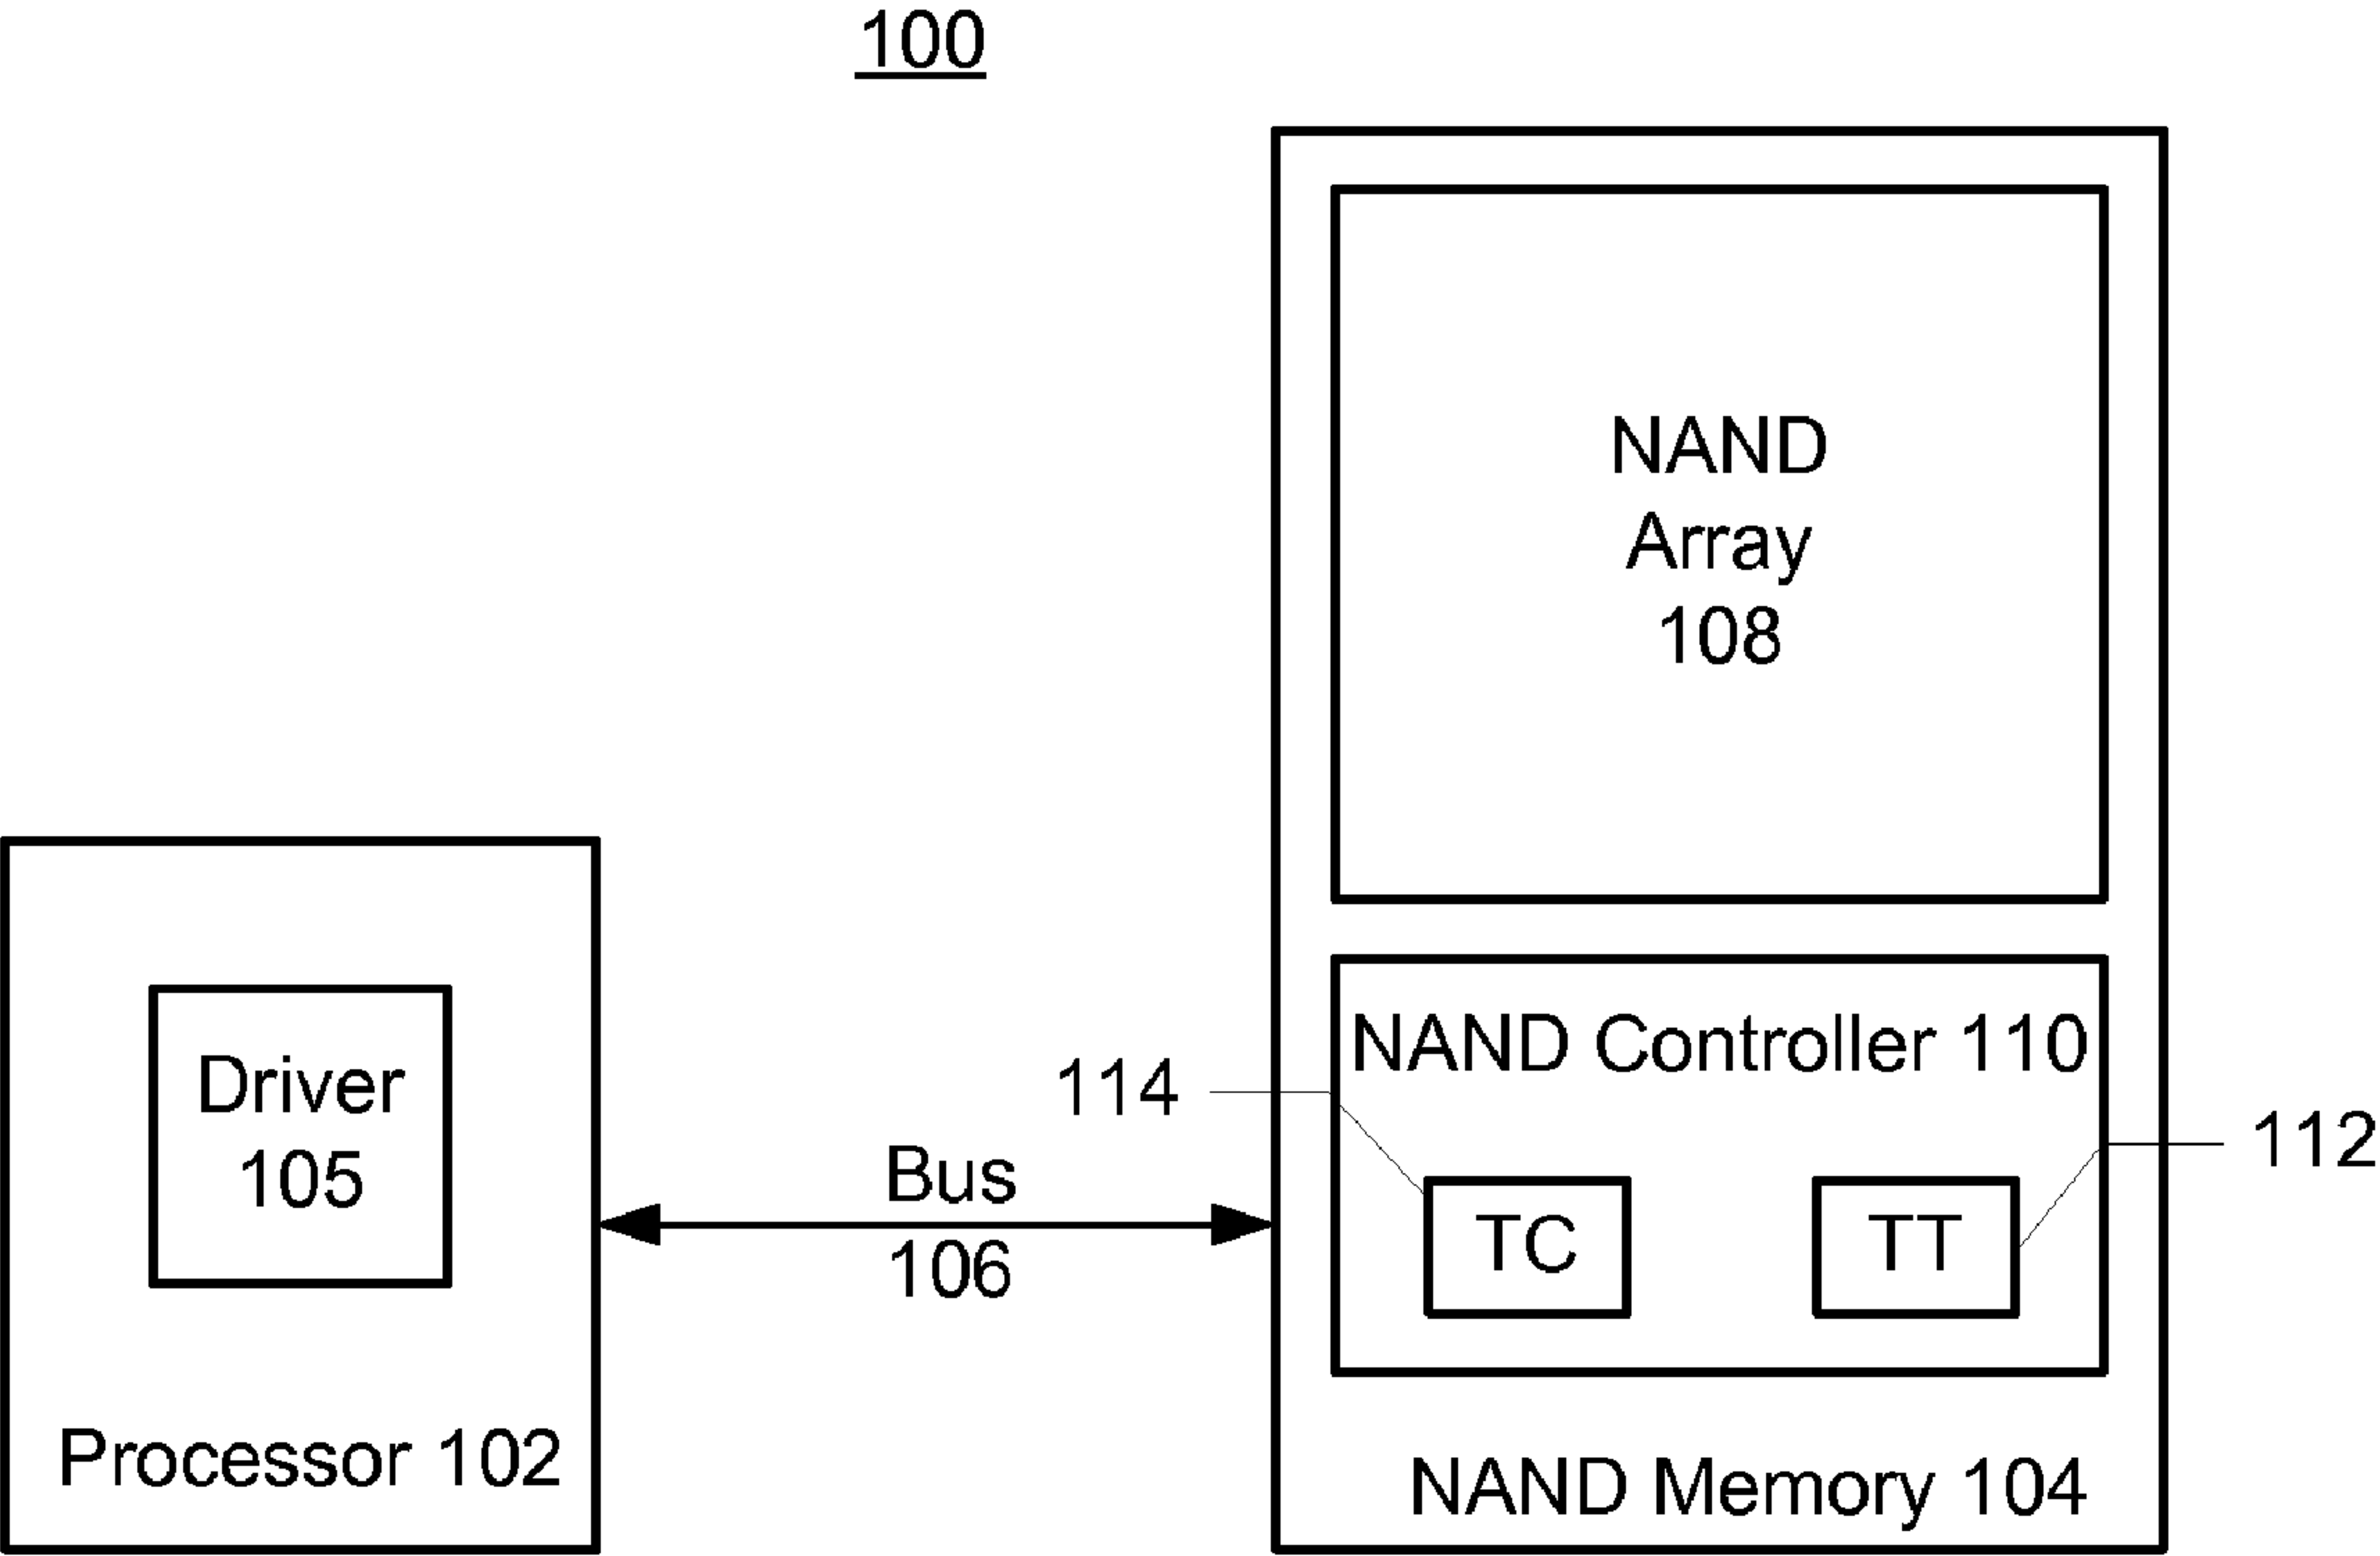 100
NAND
Array
108
NAND Controller 110
114
112
TC
TT
Driver
105
Bus
106
Processor 102
NAND Memory 104